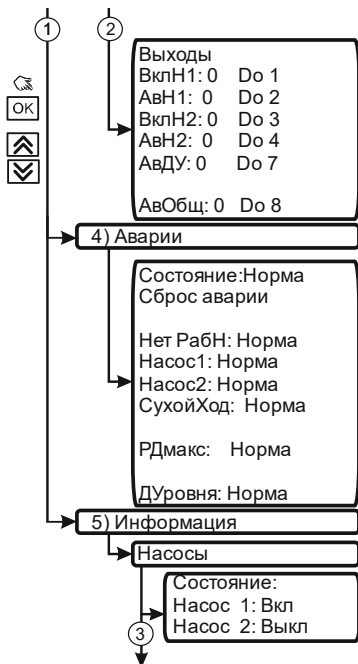 1 2
Выходы
ВклН1: 0 Do 1
АвН1: 0 Do 2
ВклН2: 0 Do 3
АвН2: 0 Do 4
АвДУ: 0 Do 7
АвОбщ: 0 Do 8
OK
4) Аварии
Состояние:Норма
Сброс аварии
Нет РабН: Норма
Насос1: Норма
Насос2: Норма
СухойХод: Норма
РДмакс: Норма
ДУровня: Норма
5) Информация
Насосы
Состояние:
Насос 1: Вкл
Насос 2: Выкл
3